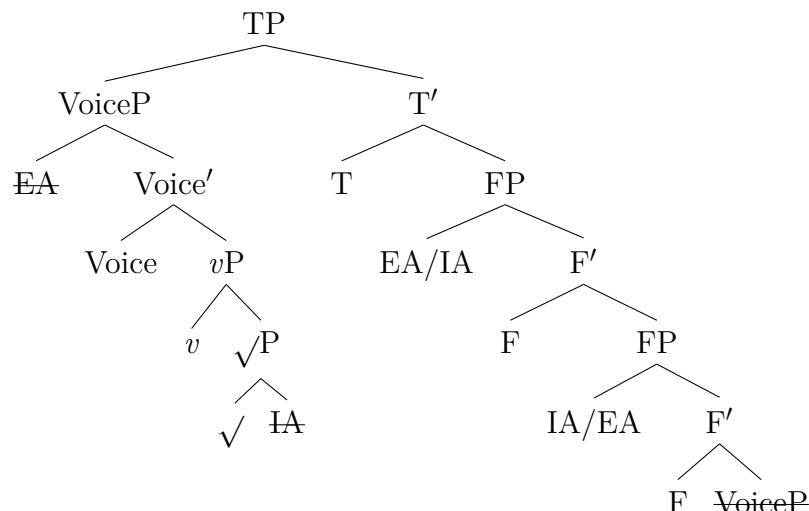 TP
VoiceP T′
EA Voice′ T FP
Voice vP EA/IA F′
v √P F FP
√ IA IA/EA F′
F VoiceP